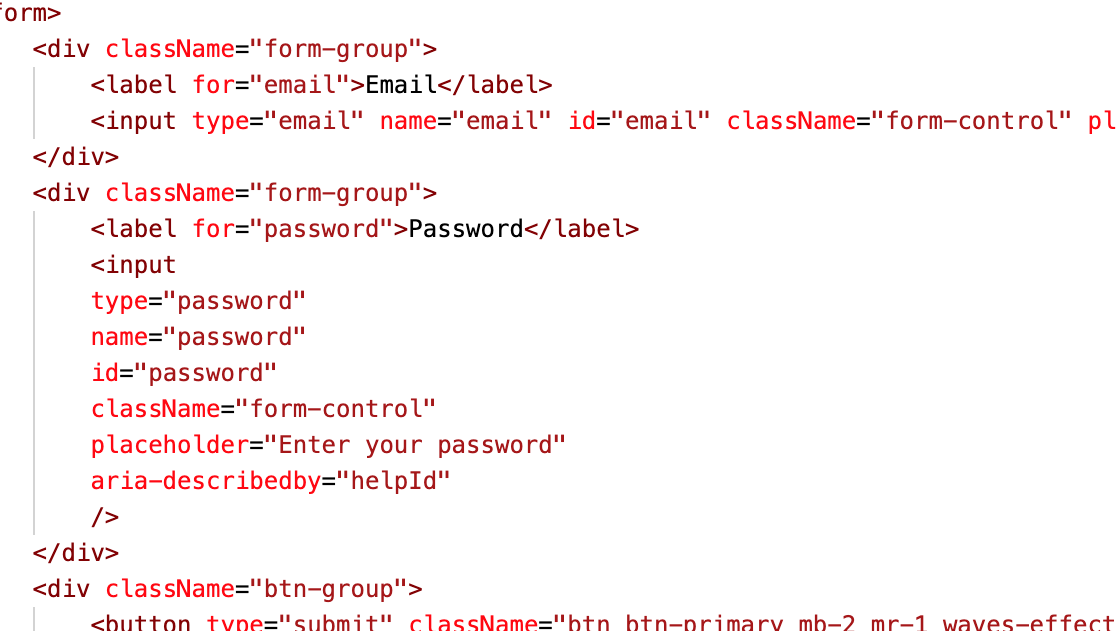 form>
<div className="form-group">
<label for="email">Email</label>
<input type="email" name="email" id="email" className="form-control" pl
</div>
<div className="form-group">
<label for="password">Password</label>
<input
type="password"
name="password"
id="password"
className="form-control"
placeholder="Enter your password"
aria-describedby="helpId"
/>
</div>
<div className="btn-group">
<button type="submit" className="btn btn-primary mb-2 mr-1 waves-effect